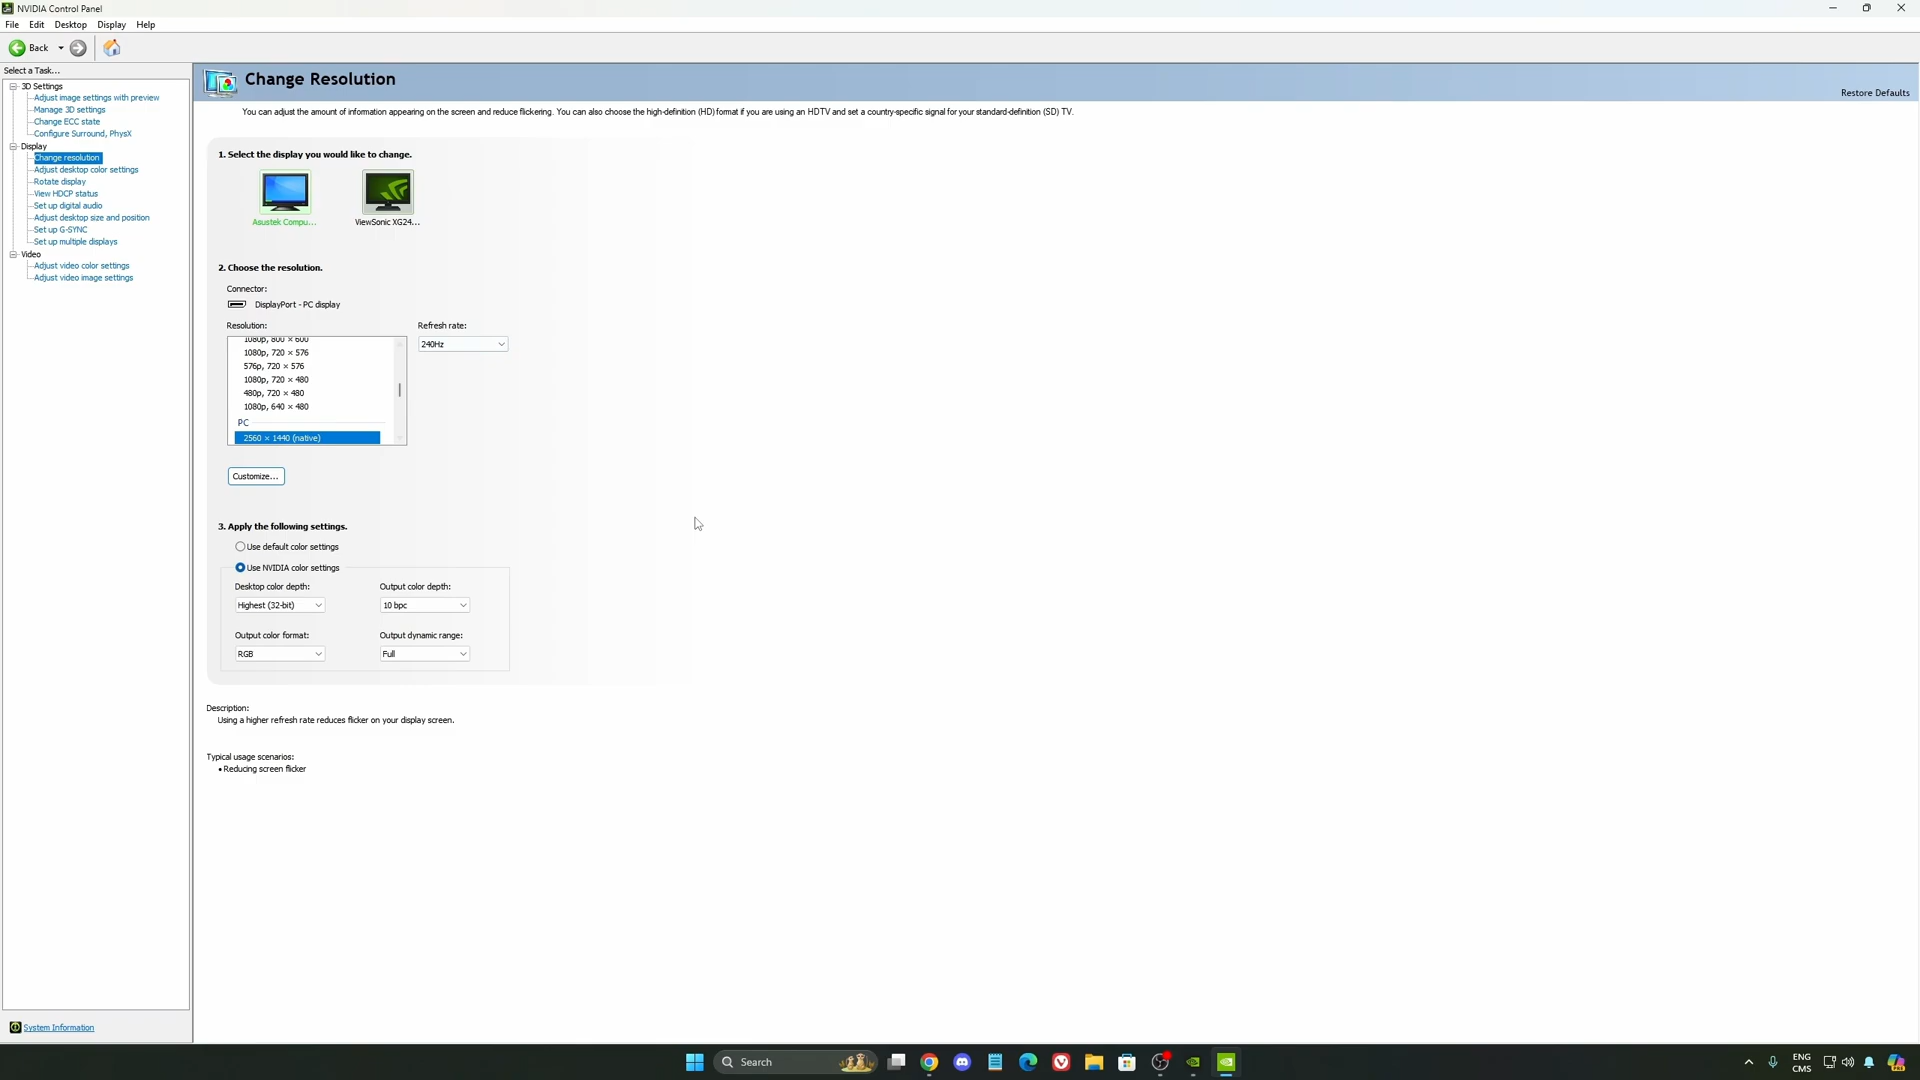 NVIDIA Control Panel
File Edit Desktop Display Help
Back
Select a Task...
3D Settings
Adjust image settings with preview
Manage 3D settings
Change ECC state
Configure Surround, PhysX
Display
Change resolution
Adjust desktop color settings
Rotate display
View HDCP status
Set up digital audio
Adjust desktop size and position
Set up G-SYNC
Set up multiple displays
Video
Adjust video color settings
Adjust video image settings
System Information
Change Resolution
Restore Defaults
You can adjust the amount of information appearing on the screen and reduce flickering. You can also choose the high-definition (HD) format if you are using an HDTV and set a country-specific signal for your standard-definition (SD) TV.
1. Select the display you would like to change.
Asustek Compu... ViewSonic XG24...
2. Choose the resolution.
Connector:
DisplayPort - PC display
Resolution: Refresh rate:
240Hz
1080p, 800 × 600
1080p, 720 × 576
576p, 720 × 576
1080p, 720 × 480
480p, 720 × 480
1080p, 640 × 480
PC
2560 × 1440 (native)
Customize...
3. Apply the following settings.
Use default color settings
Use NVIDIA color settings
Desktop color depth: Output color depth:
Highest (32-bit) 10 bpc
Output color format: Output dynamic range:
RGB Full
Description:
Using a higher refresh rate reduces flicker on your display screen.
Typical usage scenarios:
• Reducing screen flicker
Search
ENG
CMS